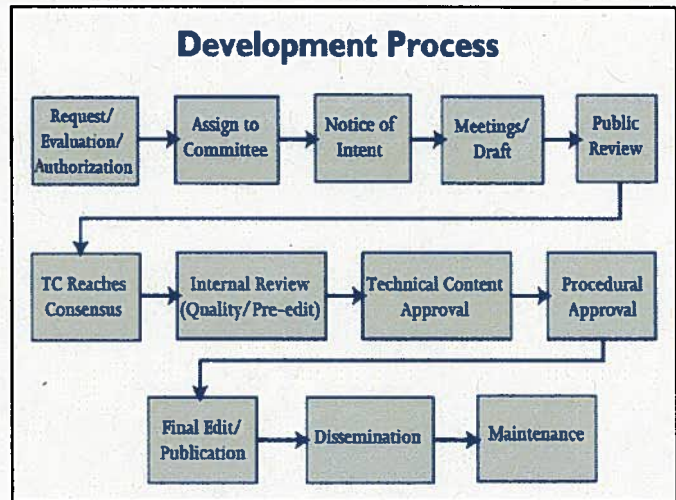 Development Process
Request/
Evaluation/
Authorization
Assign to
Committee
Notice of
Intent
Meetings/
Draft
Public
Review
TC Reaches
Consensus
Internal Review
(Quality/Pre-edit)
Technical Content
Approval
Procedural
Approval
Final Edit/
Publication
Dissemination
Maintenance